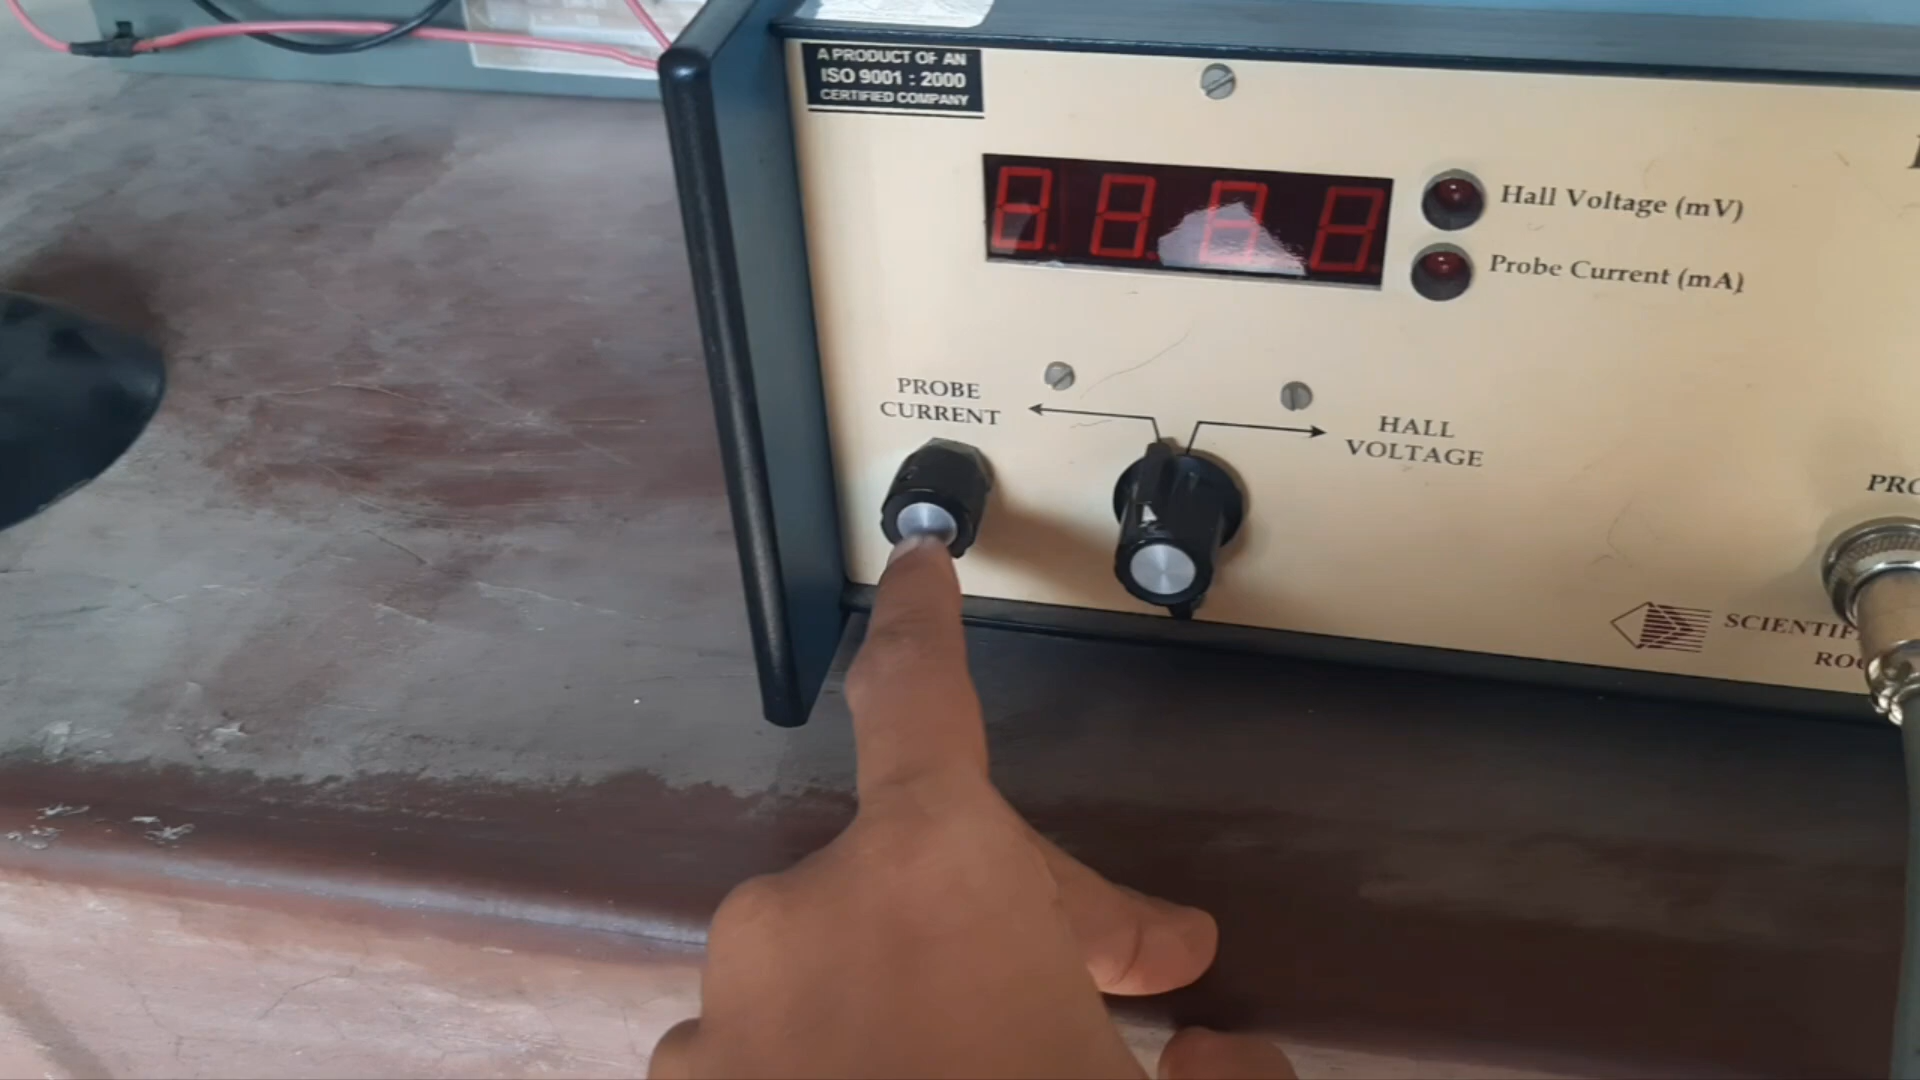 A PRODUCT OF AN
ISO 9001 : 2000
CERTIFIED COMPANY
Hall Voltage (mV)
Probe Current (mA)
PROBE
CURRENT
HALL
VOLTAGE